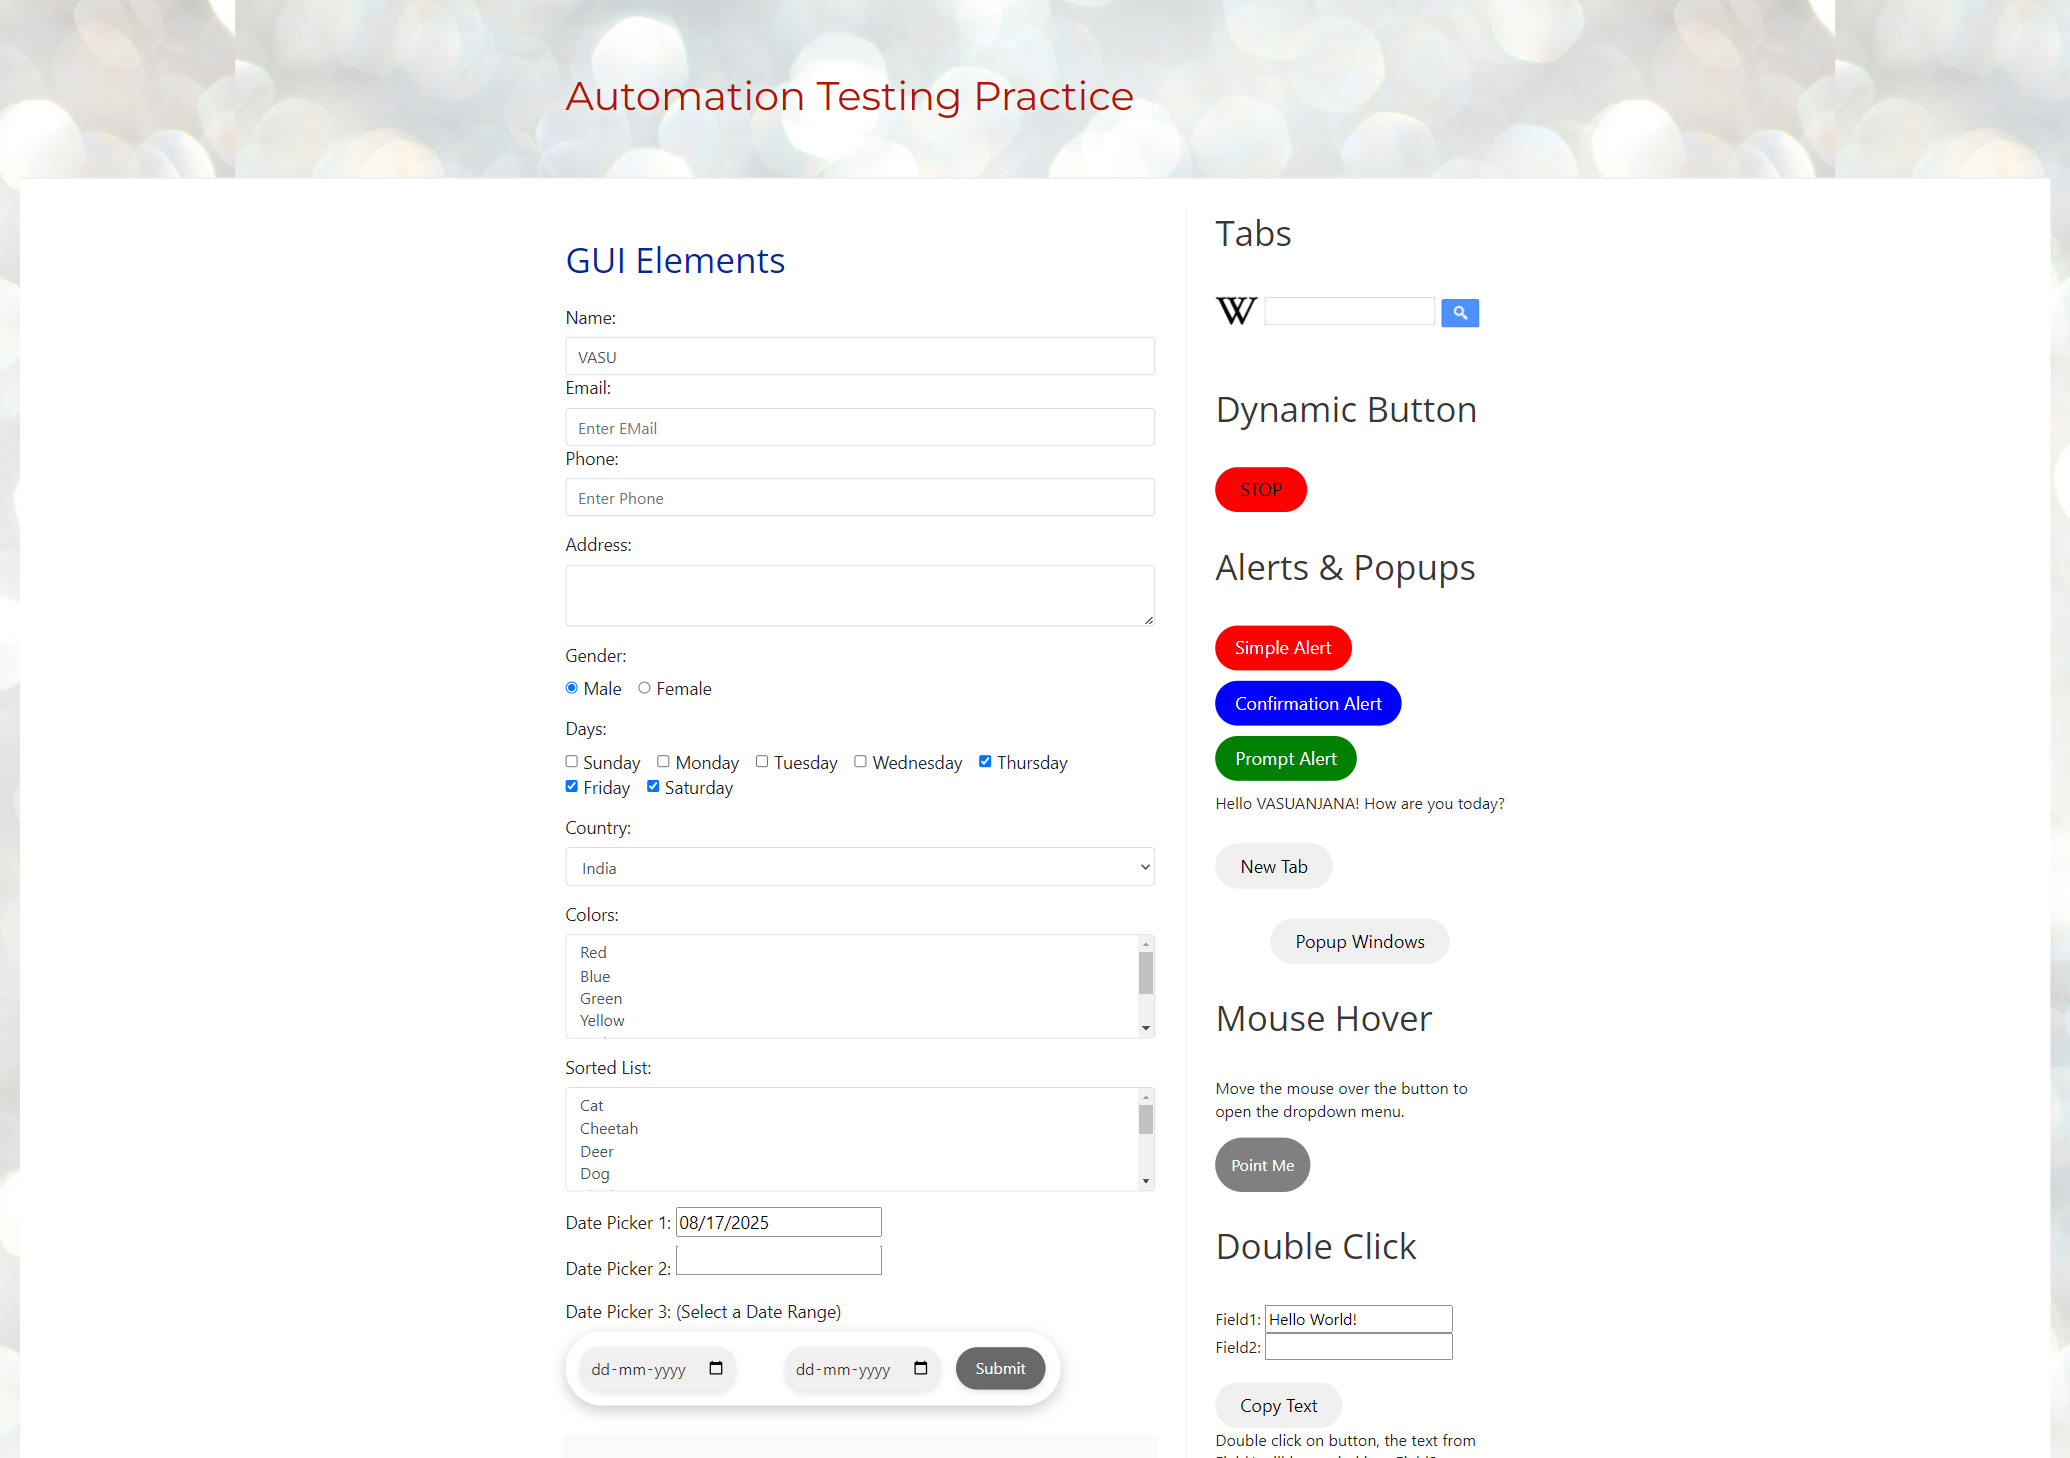 Automation Testing Practice
GUI Elements
Name:
VASU
Email:
Enter EMail
Phone:
Enter Phone
Address:
Gender:
Male Female
Days:
Sunday Monday Tuesday Wednesday Thursday
Friday Saturday
Country:
India
Colors:
Red
Blue
Green
Yellow
Sorted List:
Cat
Cheetah
Deer
Dog
Date Picker 1: 08/17/2025
Date Picker 2:
Date Picker 3: (Select a Date Range)
dd-mm-yyyy dd-mm-yyyy Submit
Tabs
W
Dynamic Button
STOP
Alerts & Popups
Simple Alert
Confirmation Alert
Prompt Alert
Hello VASUANJANA! How are you today?
New Tab
Popup Windows
Mouse Hover
Move the mouse over the button to
open the dropdown menu.
Point Me
Double Click
Field1: Hello World!
Field2:
Copy Text
Double click on button, the text from